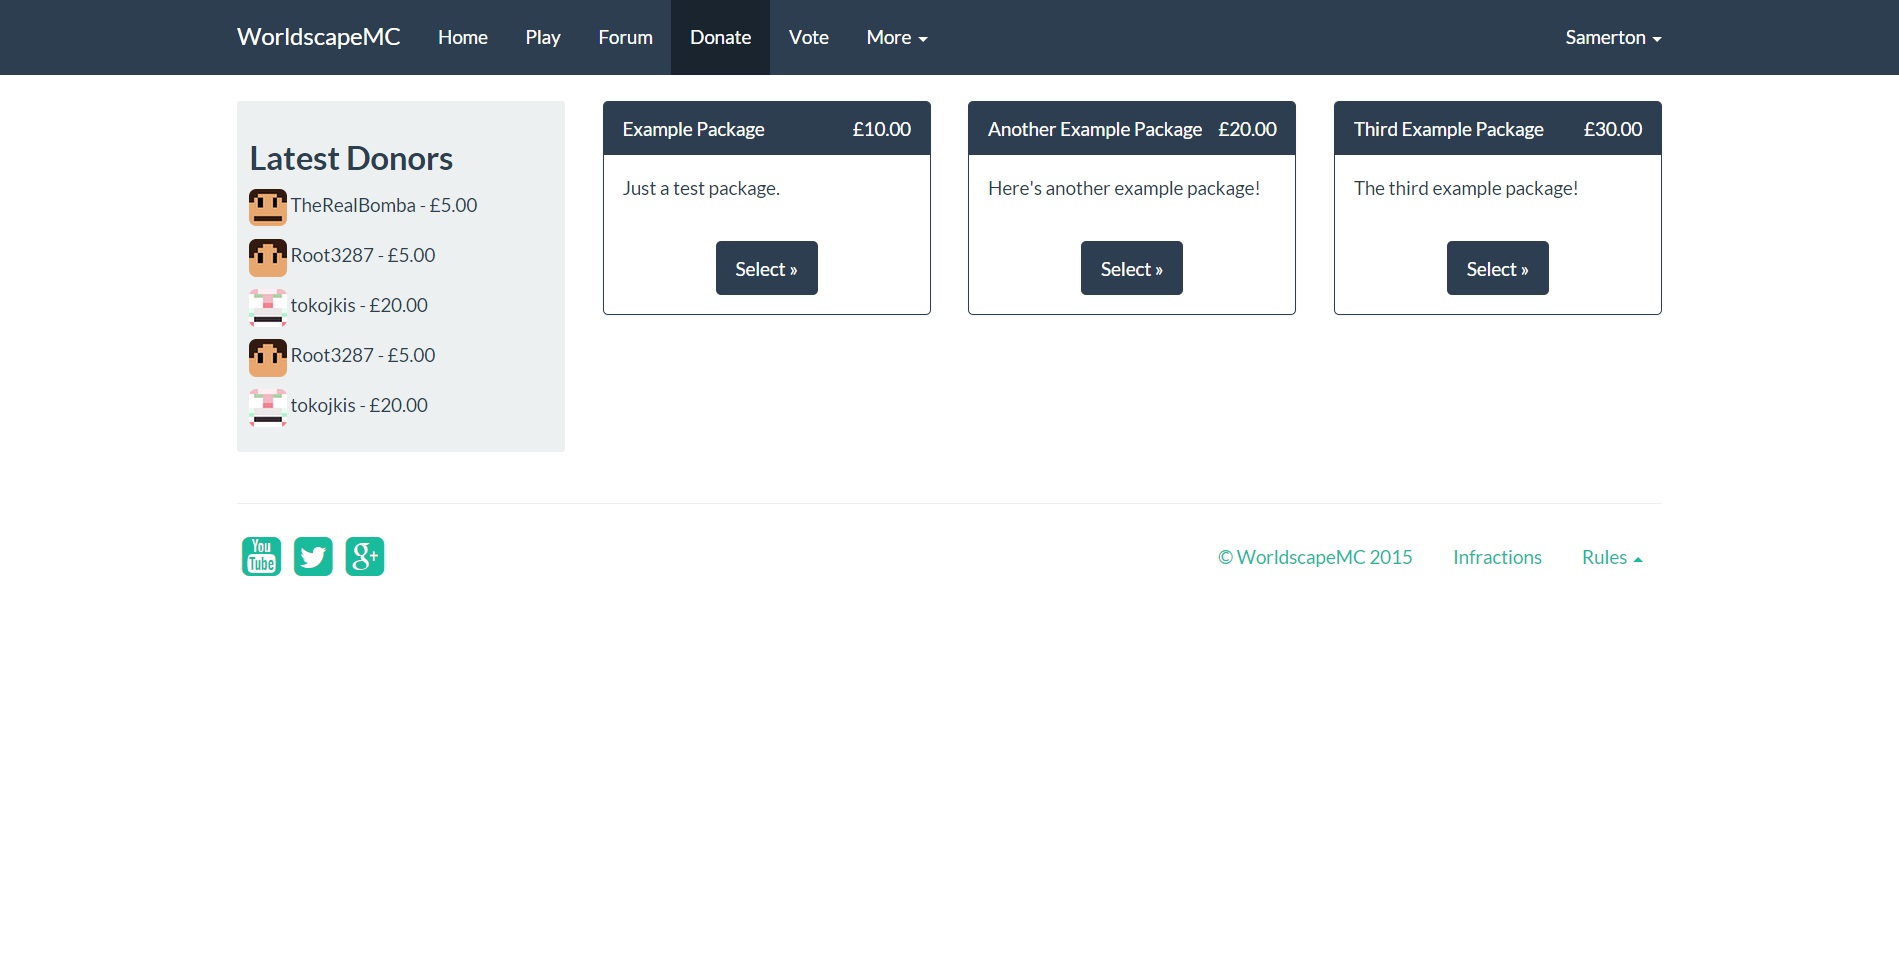 WorldscapeMC Home Play Forum Donate Vote More Samerton
Latest Donors
TheRealBomba - £5.00
Root3287 - £5.00
tokojkis - £20.00
Root3287 - £5.00
tokojkis - £20.00
Example Package £10.00
Just a test package.
Select »
Another Example Package £20.00
Here's another example package!
Select »
Third Example Package £30.00
The third example package!
Select »
You
Tube
g+
© WorldscapeMC 2015 Infractions Rules